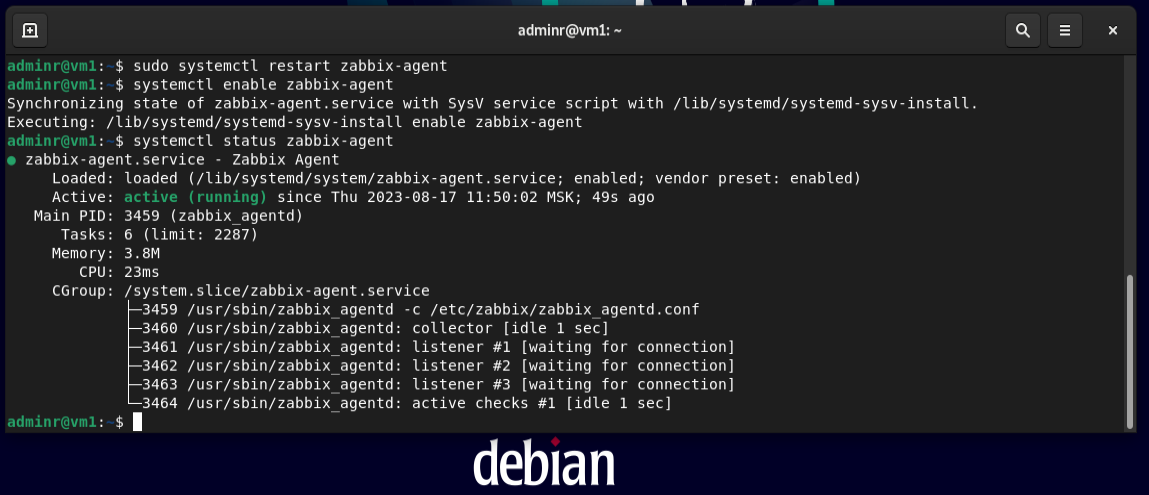 adminr@vm1: ~
adminr@vm1:~$ sudo systemctl restart zabbix-agent
adminr@vm1:~$ systemctl enable zabbix-agent
Synchronizing state of zabbix-agent.service with SysV service script with /lib/systemd/systemd-sysv-install.
Executing: /lib/systemd/systemd-sysv-install enable zabbix-agent
adminr@vm1:~$ systemctl status zabbix-agent
● zabbix-agent.service - Zabbix Agent
     Loaded: loaded (/lib/systemd/system/zabbix-agent.service; enabled; vendor preset: enabled)
     Active: active (running) since Thu 2023-08-17 11:50:02 MSK; 49s ago
   Main PID: 3459 (zabbix_agentd)
      Tasks: 6 (limit: 2287)
     Memory: 3.8M
        CPU: 23ms
     CGroup: /system.slice/zabbix-agent.service
             ├─3459 /usr/sbin/zabbix_agentd -c /etc/zabbix/zabbix_agentd.conf
             ├─3460 /usr/sbin/zabbix_agentd: collector [idle 1 sec]
             ├─3461 /usr/sbin/zabbix_agentd: listener #1 [waiting for connection]
             ├─3462 /usr/sbin/zabbix_agentd: listener #2 [waiting for connection]
             ├─3463 /usr/sbin/zabbix_agentd: listener #3 [waiting for connection]
             └─3464 /usr/sbin/zabbix_agentd: active checks #1 [idle 1 sec]
adminr@vm1:~$
debian